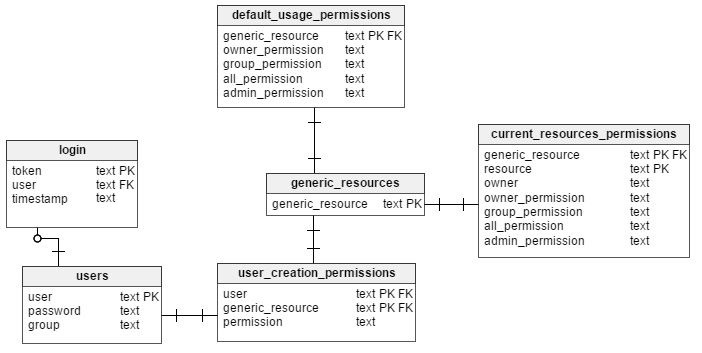 default_usage_permissions
generic_resource text PK FK
owner_permission text
group_permission text
all_permission text
admin_permission text
current_resources_permissions
generic_resource text PK FK
resource text PK
owner text
owner_permission text
group_permission text
all_permission text
admin_permission text
login
token text PK
user text FK
timestamp text
generic_resources
generic_resource text PK
users
user text PK
password text
group text
user_creation_permissions
user text PK FK
generic_resource text PK FK
permission text